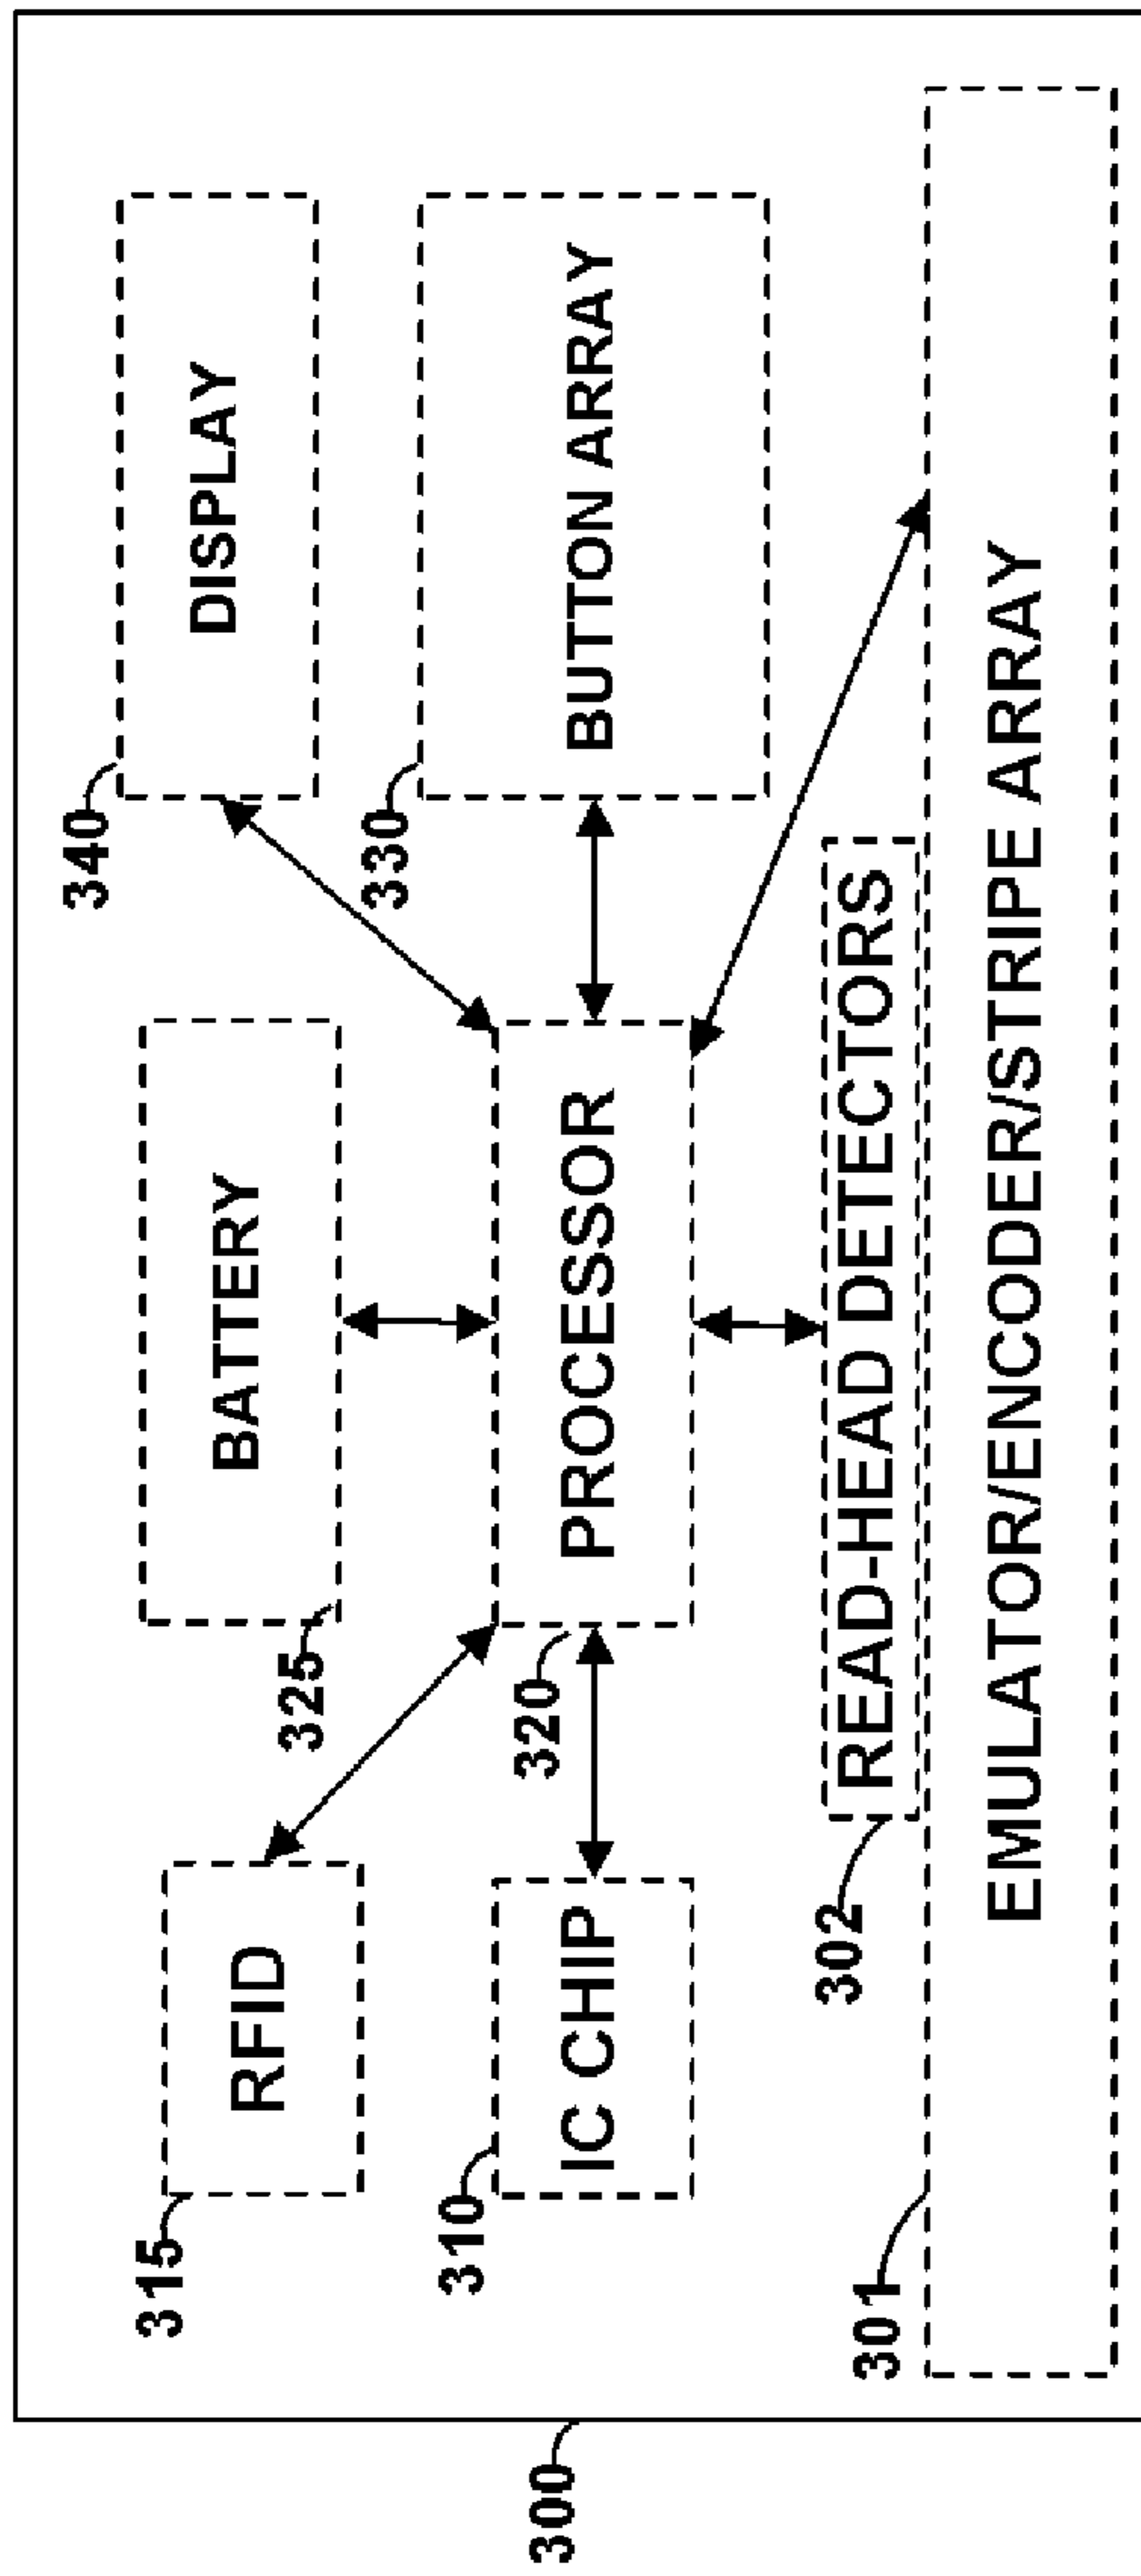 315
RFID
325
BATTERY
340
DISPLAY
310
IC CHIP
320
PROCESSOR
330
BUTTON ARRAY
302
READ-HEAD DETECTORS
301
EMULATOR/ENCODER/STRIPE ARRAY
300